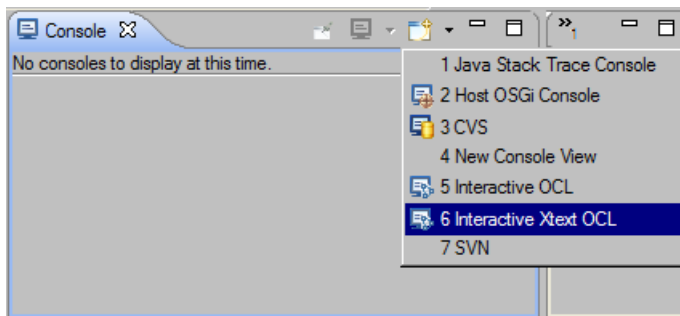 Console
»1
No consoles to display at this time.
1 Java Stack Trace Console
2 Host OSGi Console
3 CVS
4 New Console View
5 Interactive OCL
6 Interactive Xtext OCL
7 SVN